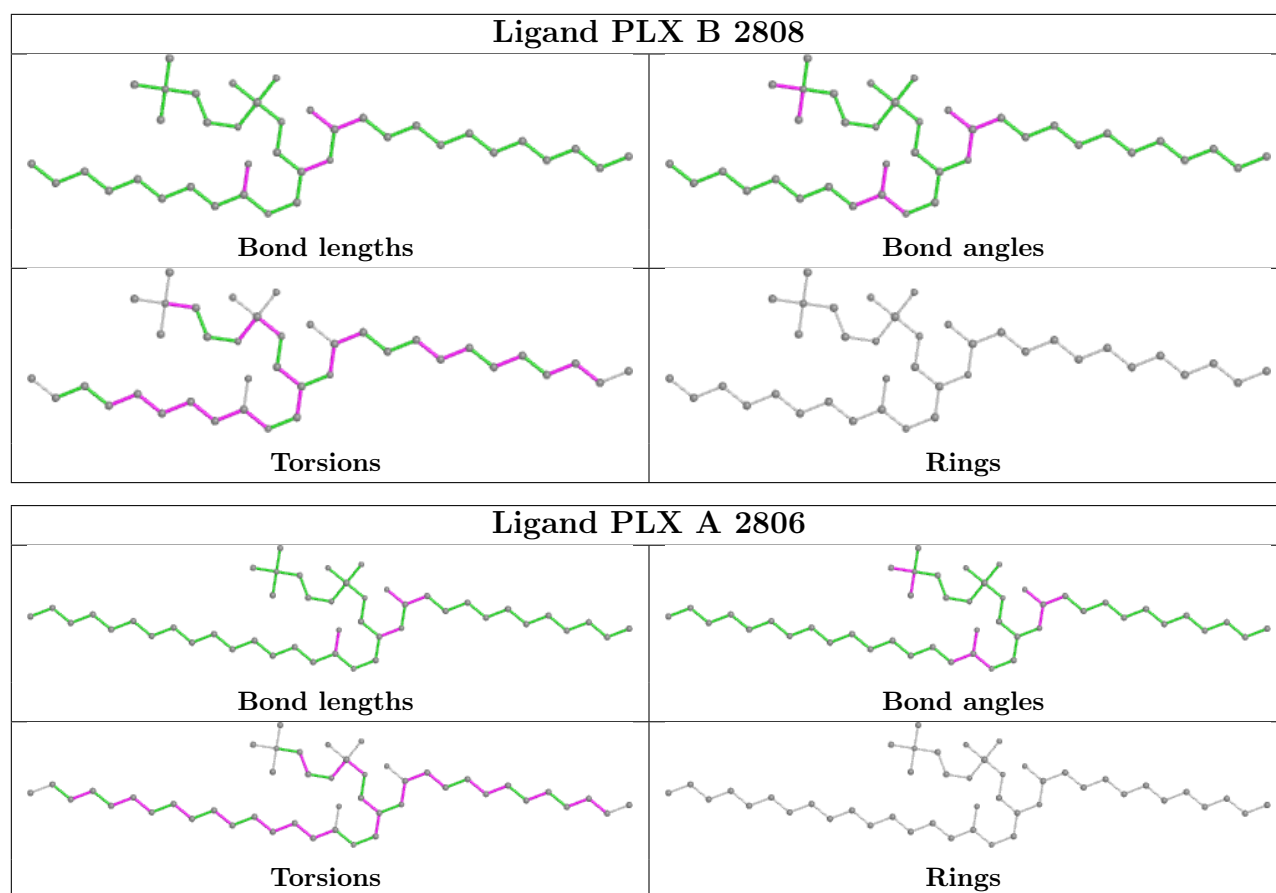 Ligand PLX B 2808
Bond lengths
Bond angles
Torsions
Rings
Ligand PLX A 2806
Bond lengths
Bond angles
Torsions
Rings